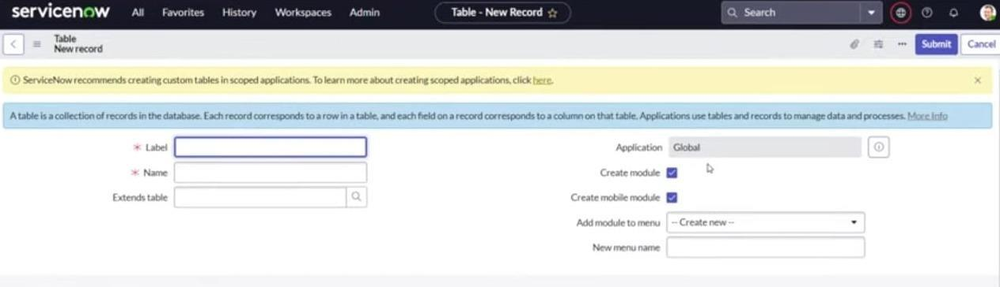 servicenow All Favorites History Workspaces Admin Table - New Record Search
Table
New record
Submit Cancel
ServiceNow recommends creating custom tables in scoped applications. To learn more about creating scoped applications, click here.
A table is a collection of records in the database. Each record corresponds to a row in a table, and each field on a record corresponds to a column on that table. Applications use tables and records to manage data and processes. More Info
* Label
* Name
Extends table
Application Global
Create module
Create mobile module
Add module to menu -- Create new --
New menu name